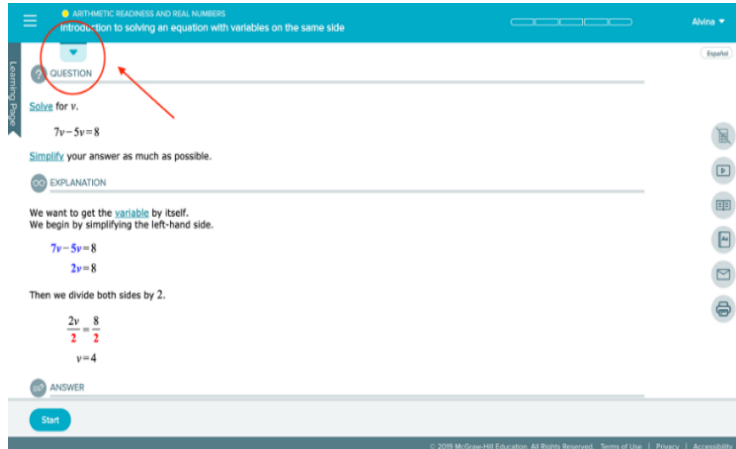 ARITHMETIC READINESS AND REAL NUMBERS
Introduction to solving an equation with variables on the same side
Alvina
Español
Learning Page
? QUESTION
Solve for v.
7v−5v=8
Simplify your answer as much as possible.
EXPLANATION
We want to get the variable by itself.
We begin by simplifying the left-hand side.
7v−5v=8
2v=8
Then we divide both sides by 2.
2v/2 = 8/2
v=4
ANSWER
Start
© 2019 McGraw-Hill Education. All Rights Reserved. Terms of Use | Privacy | Accessibility